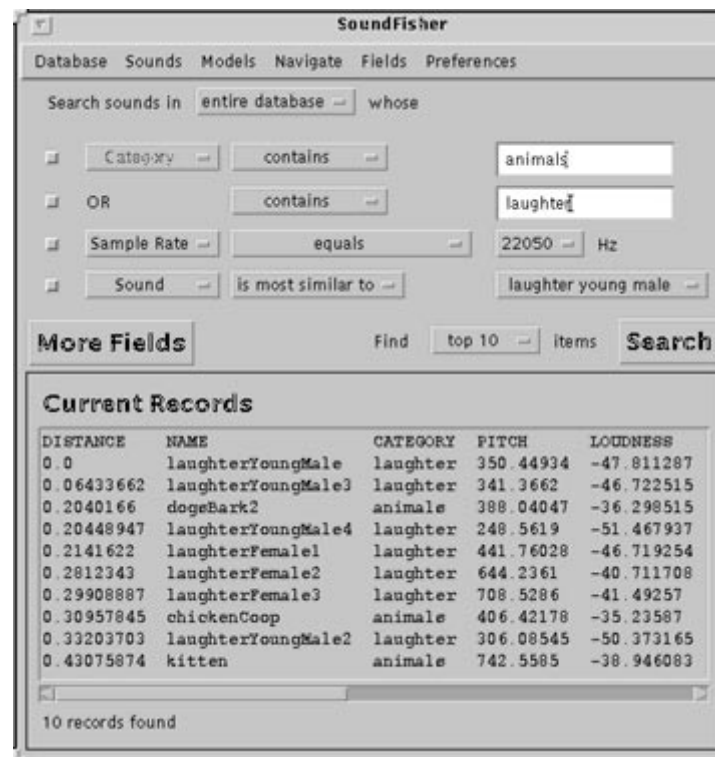 SoundFisher
Database Sounds Models Navigate Fields Preferences
Search sounds in entire database whose
Category contains animals
OR contains laughter
Sample Rate equals 22050 Hz
Sound is most similar to laughter young male
More Fields Find top 10 items Search
Current Records
DISTANCE NAME CATEGORY PITCH LOUDNESS
0.0 laughterYoungMale laughter 350.44934 -47.811287
0.06433662 laughterYoungMale3 laughter 341.3662 -46.722515
0.2040166 dogsBark2 animals 388.04047 -36.298515
0.20448947 laughterYoungMale4 laughter 248.5619 -51.467937
0.2141622 laughterFemale1 laughter 441.76028 -46.719254
0.2812343 laughterFemale2 laughter 644.2361 -40.711708
0.29908887 laughterFemale3 laughter 708.5286 -41.49257
0.30957845 chickenCoop animals 406.42178 -35.23587
0.33203703 laughterYoungMale2 laughter 306.08545 -50.373165
0.43075874 kitten animals 742.5585 -38.946083
10 records found